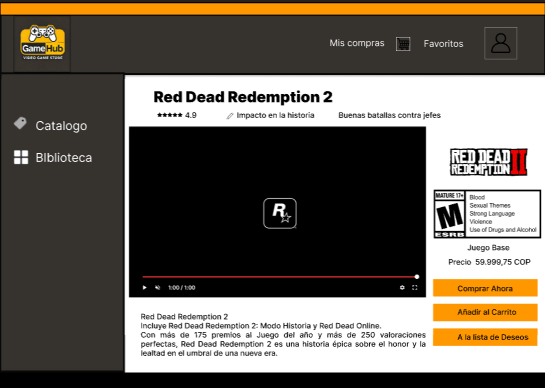 GameHub
VIDEO GAME STORE
Mis compras
Favoritos
Catalogo
BIblioteca
Red Dead Redemption 2
★★★★★ 4.9
Impacto en la historia
Buenas batallas contra jefes
R
1:00 / 1:00
RED DEAD
REDEMPTION II
MATURE 17+
M
ESRB
Blood
Sexual Themes
Strong Language
Violence
Use of Drugs and Alcohol
Juego Base
Precio 59.999,75 COP
Comprar Ahora
Añadir al Carrito
A la lista de Deseos
Red Dead Redemption 2
Incluye Red Dead Redemption 2: Modo Historia y Red Dead Online.
Con más de 175 premios al Juego del año y más de 250 valoraciones
perfectas, Red Dead Redemption 2 es una historia épica sobre el honor y la
lealtad en el umbral de una nueva era.